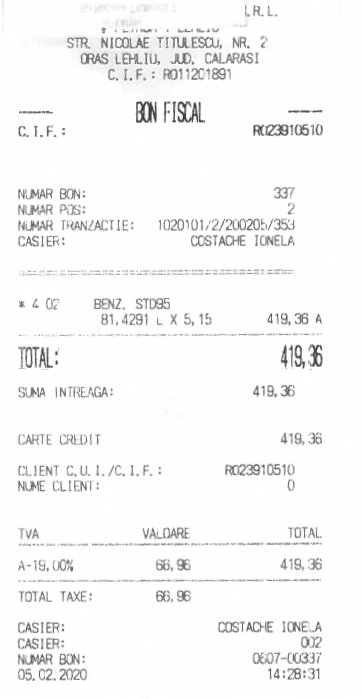 .R.L.
STR. NICOLAE TITULESCU, NR. 2
ORAS LEHLIU, JUD. CALARASI
C.I.F.: RO11201891
BON FISCAL
C.I.F.: RO23910510
NUMAR BON: 337
NUMAR POS: 2
NUMAR TRANZACTIE: 1020101/2/200205/353
CASIER: COSTACHE IONELA
* 4 02 BENZ. STD95
81,4291 L X 5,15 419,36 A
TOTAL: 419,36
SUMA INTREAGA: 419,36
CARTE CREDIT 419,36
CLIENT C.U.I./C.I.F.: RO23910510
NUME CLIENT: 0
TVA VALOARE TOTAL
A-19,00% 66,96 419,36
TOTAL TAXE: 66,96
CASIER: COSTACHE IONELA
CASIER: 002
NUMAR BON: 0607-00337
05.02.2020 14:28:31